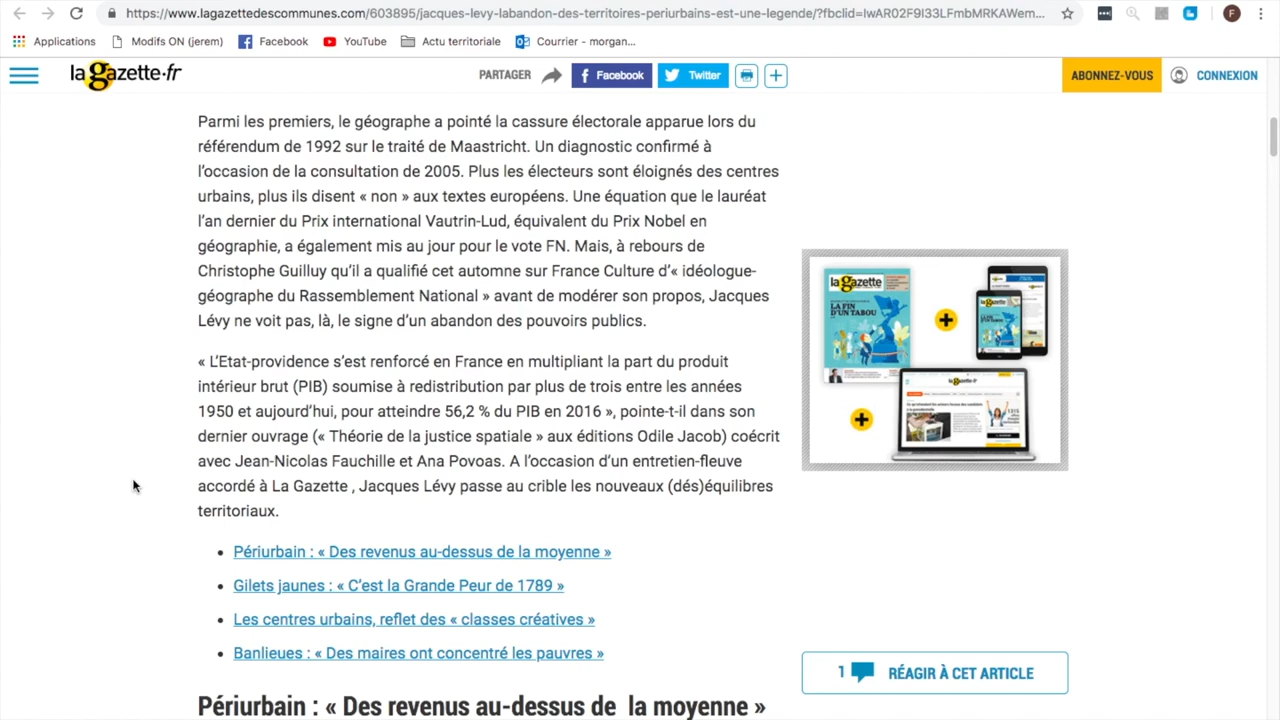 https://www.lagazettedescommunes.com/603895/jacques-levy-labandon-des-territoires-periurbains-est-une-legende/?fbclid=IwAR02F9I33LFmbMRKAWem...
F
Applications
Modifs ON (jerem)
Facebook
YouTube
Actu territoriale
Courrier - morgan...
la gazette·fr
PARTAGER
Facebook
Twitter
ABONNEZ-VOUS
CONNEXION
Parmi les premiers, le géographe a pointé la cassure électorale apparue lors du
référendum de 1992 sur le traité de Maastricht. Un diagnostic confirmé à
l'occasion de la consultation de 2005. Plus les électeurs sont éloignés des centres
urbains, plus ils disent « non » aux textes européens. Une équation que le lauréat
l'an dernier du Prix international Vautrin-Lud, équivalent du Prix Nobel en
géographie, a également mis au jour pour le vote FN. Mais, à rebours de
Christophe Guilluy qu'il a qualifié cet automne sur France Culture d'« idéologue-
géographe du Rassemblement National » avant de modérer son propos, Jacques
Lévy ne voit pas, là, le signe d'un abandon des pouvoirs publics.
« L'Etat-providence s'est renforcé en France en multipliant la part du produit
intérieur brut (PIB) soumise à redistribution par plus de trois entre les années
1950 et aujourd'hui, pour atteindre 56,2 % du PIB en 2016 », pointe-t-il dans son
dernier ouvrage (« Théorie de la justice spatiale » aux éditions Odile Jacob) coécrit
avec Jean-Nicolas Fauchille et Ana Povoas. A l'occasion d'un entretien-fleuve
accordé à La Gazette , Jacques Lévy passe au crible les nouveaux (dés)équilibres
territoriaux.
Périurbain : « Des revenus au-dessus de la moyenne »
Gilets jaunes : « C'est la Grande Peur de 1789 »
Les centres urbains, reflet des « classes créatives »
Banlieues : « Des maires ont concentré les pauvres »
Périurbain : « Des revenus au-dessus de la moyenne »
la gazette
LA FIN
D'UN TABOU
la gazette·fr
1 RÉAGIR À CET ARTICLE